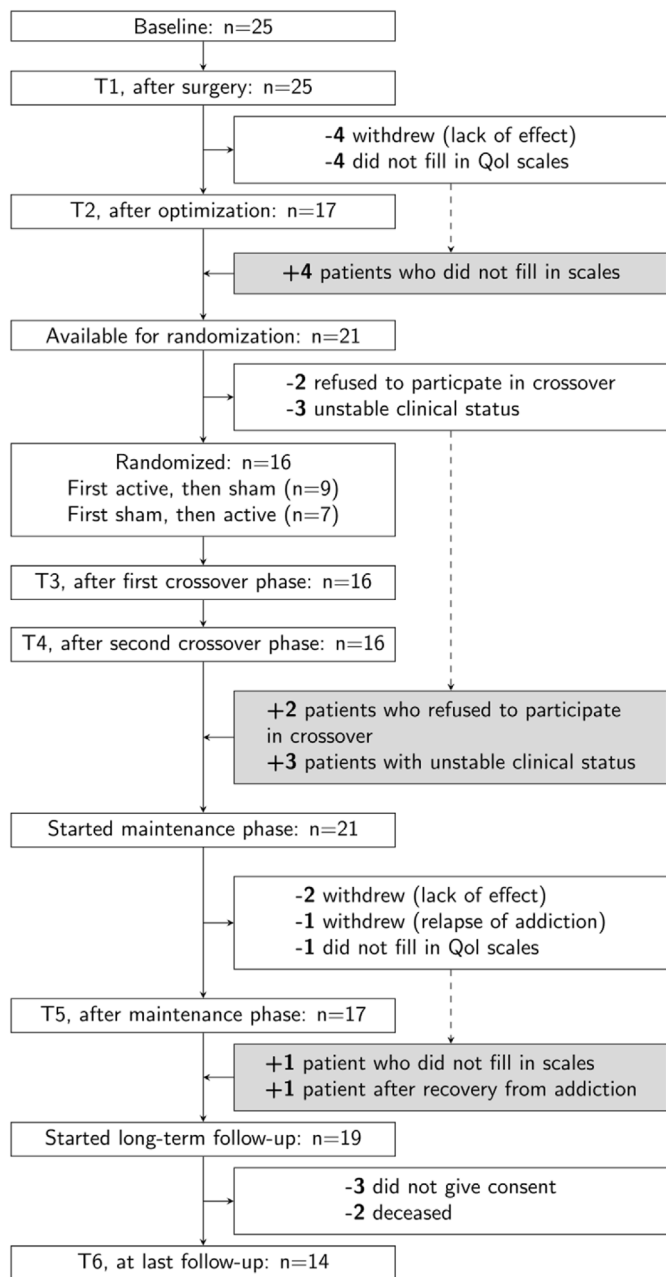 Baseline: n=25
T1, after surgery: n=25
-4 withdrew (lack of effect)
-4 did not fill in Qol scales
T2, after optimization: n=17
+4 patients who did not fill in scales
Available for randomization: n=21
-2 refused to particpate in crossover
-3 unstable clinical status
Randomized: n=16
First active, then sham (n=9)
First sham, then active (n=7)
T3, after first crossover phase: n=16
T4, after second crossover phase: n=16
+2 patients who refused to participate
in crossover
+3 patients with unstable clinical status
Started maintenance phase: n=21
-2 withdrew (lack of effect)
-1 withdrew (relapse of addiction)
-1 did not fill in Qol scales
T5, after maintenance phase: n=17
+1 patient who did not fill in scales
+1 patient after recovery from addiction
Started long-term follow-up: n=19
-3 did not give consent
-2 deceased
T6, at last follow-up: n=14